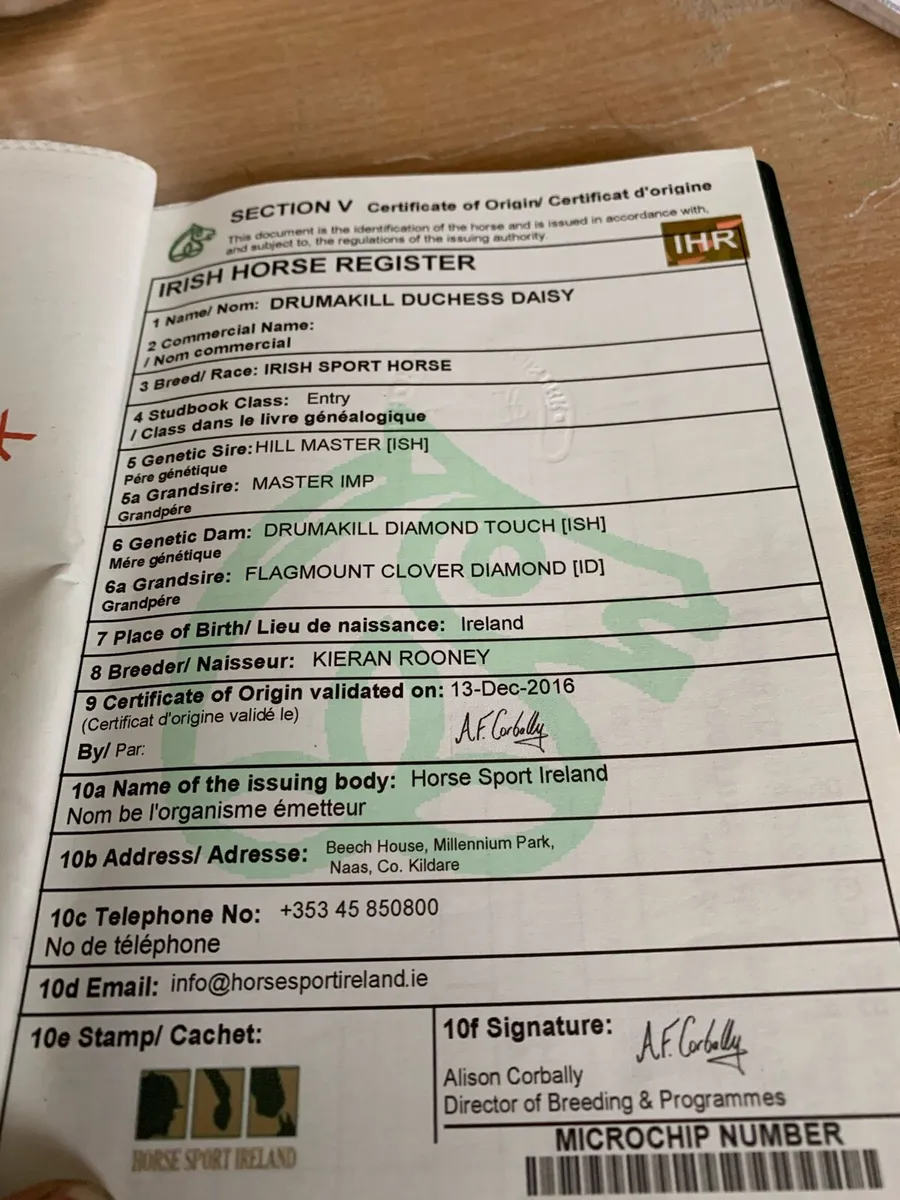 SECTION V Certificate of Origin/ Certificat d'origine
This document is the identification of the horse and is issued in accordance with,
and subject to, the regulations of the issuing authority.
IHR
IRISH HORSE REGISTER
1 Name/ Nom: DRUMAKILL DUCHESS DAISY
2 Commercial Name:
/ Nom commercial
3 Breed/ Race: IRISH SPORT HORSE
4 Studbook Class: Entry
/ Class dans le livre généalogique
5 Genetic Sire: HILL MASTER [ISH]
Pére génétique
5a Grandsire: MASTER IMP
Grandpére
6 Genetic Dam: DRUMAKILL DIAMOND TOUCH [ISH]
Mére génétique
6a Grandsire: FLAGMOUNT CLOVER DIAMOND [ID]
Grandpére
7 Place of Birth/ Lieu de naissance: Ireland
8 Breeder/ Naisseur: KIERAN ROONEY
9 Certificate of Origin validated on: 13-Dec-2016
(Certificat d'origine validé le)
A.F. Corbally
By/ Par:
10a Name of the issuing body: Horse Sport Ireland
Nom be l'organisme émetteur
10b Address/ Adresse: Beech House, Millennium Park,
Naas, Co. Kildare
10c Telephone No: +353 45 850800
No de téléphone
10d Email: info@horsesportireland.ie
10e Stamp/ Cachet:
HORSE SPORT IRELAND
10f Signature: A.F. Corbally
Alison Corbally
Director of Breeding & Programmes
MICROCHIP NUMBER